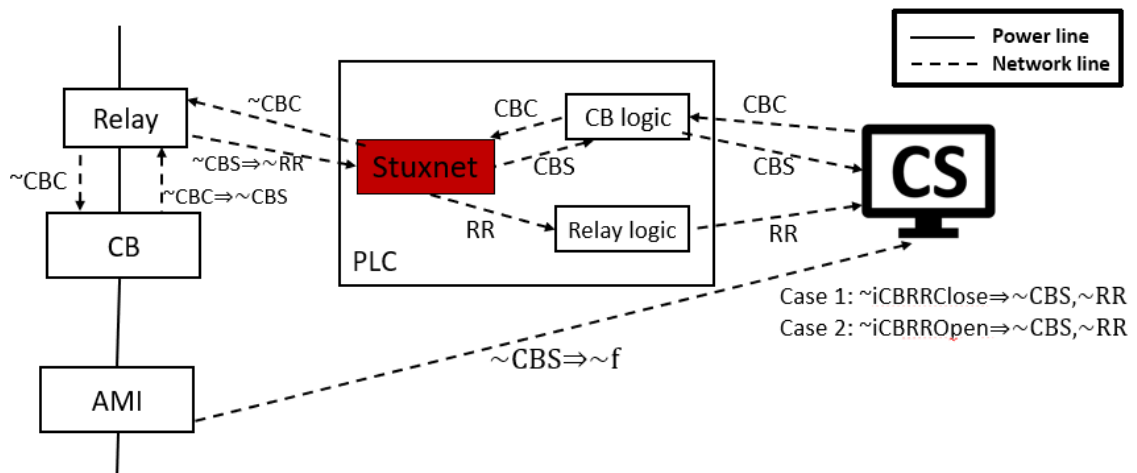 Power line
Network line
~CBC
CBC
CBC
Relay
CB logic
Stuxnet
CBS
CBS
CS
~CBS⇒~RR
~CBC
~CBC⇒~CBS
RR
Relay logic
RR
CB
PLC
Case 1: ~iCBRRClose⇒~CBS,~RR
Case 2: ~iCBRROpen⇒~CBS,~RR
~CBS⇒~f
AMI